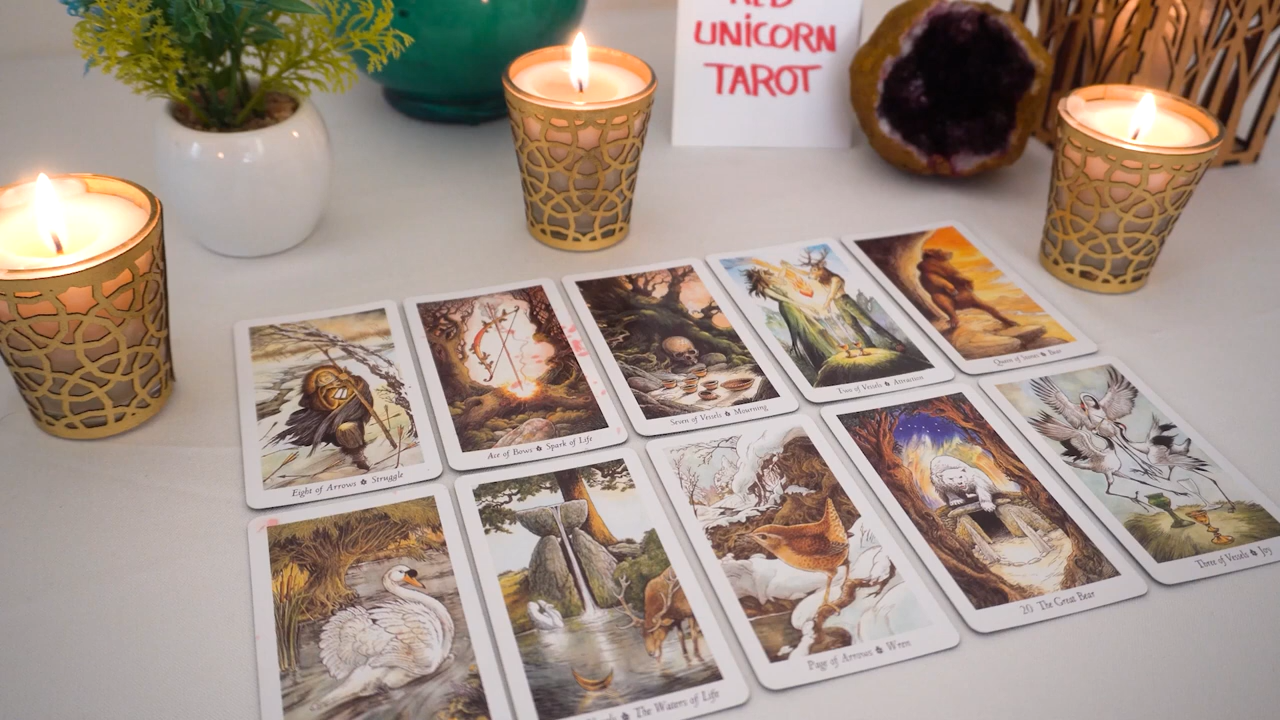 UNICORN
TAROT
Eight of Arrows Struggle
Ace of Bows Spark of Life
Seven of Vessels Mourning
Two of Vessels Attraction
Queen of Stones Bear
The Waters of Life
Page of Arrows Wren
20 The Great Bear
Three of Vessels Joy